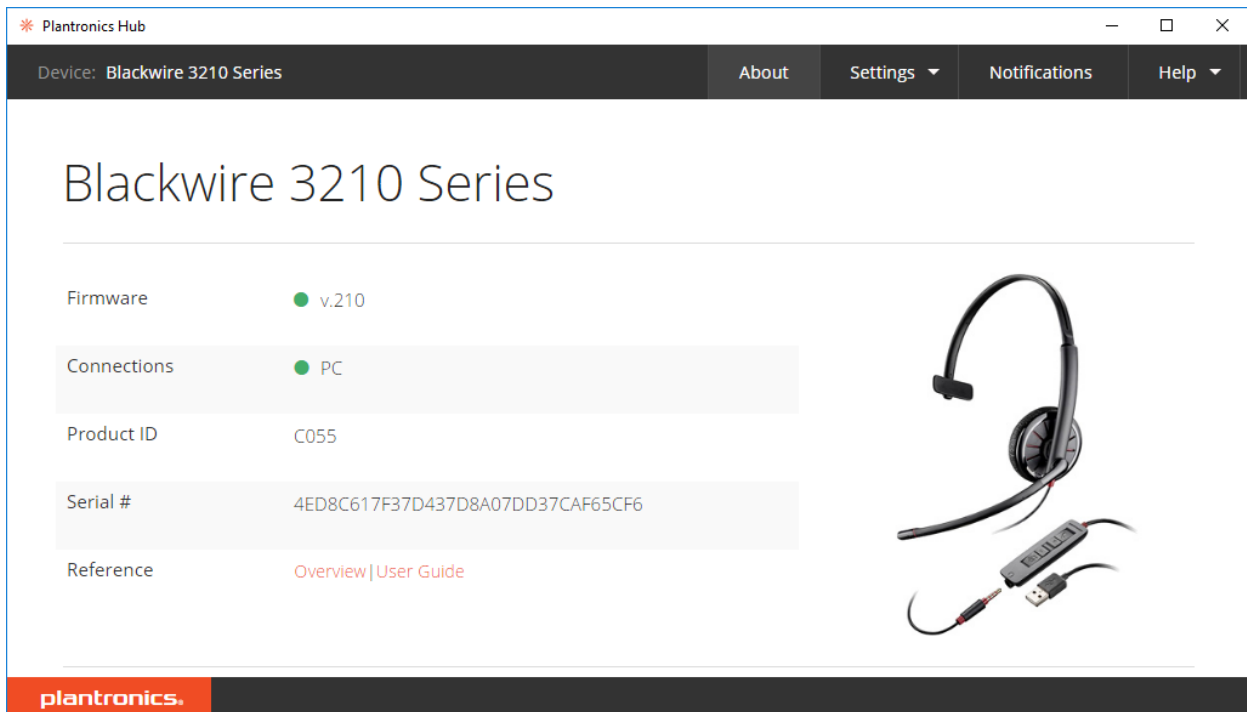 Plantronics Hub
Device: Blackwire 3210 Series About Settings Notifications Help
Blackwire 3210 Series
Firmware v.210
Connections PC
Product ID C055
Serial # 4ED8C617F37D437D8A07DD37CAF65CF6
Reference Overview|User Guide
plantronics.